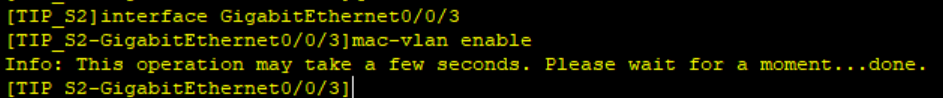 [TIP_S2]interface GigabitEthernet0/0/3
[TIP_S2-GigabitEthernet0/0/3]mac-vlan enable
Info: This operation may take a few seconds. Please wait for a moment...done.
[TIP_S2-GigabitEthernet0/0/3]